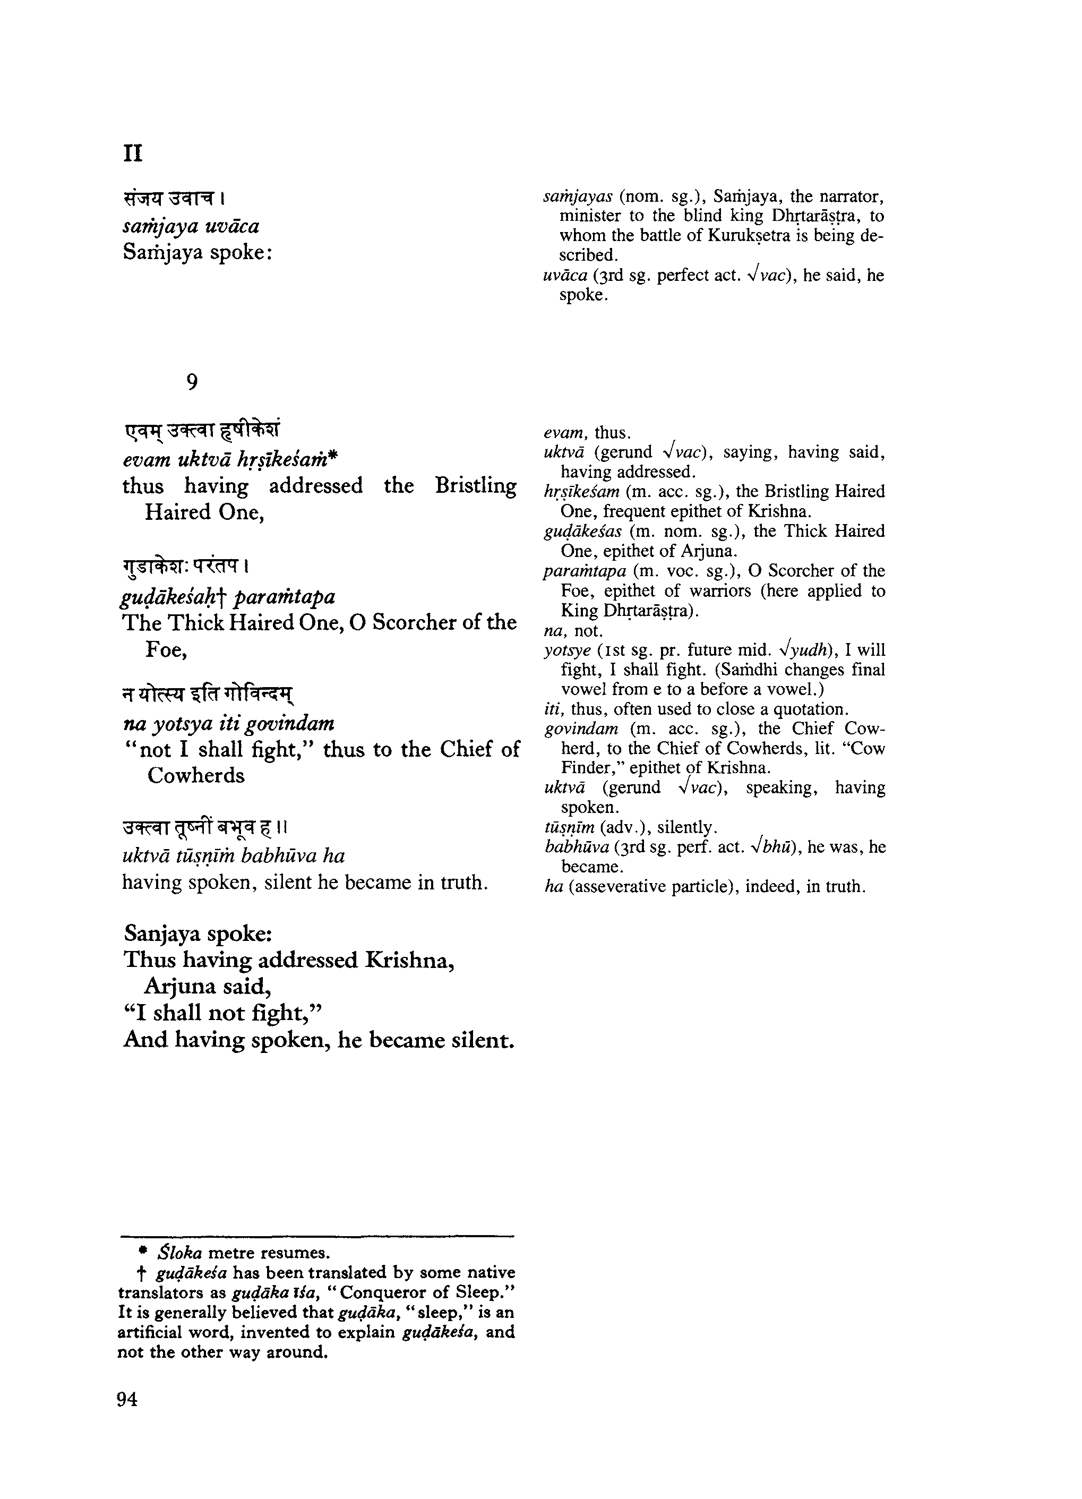 II
संजय उवाच ।
saṁjaya uvāca
Saṁjaya spoke:
saṁjayas (nom. sg.), Saṁjaya, the narrator,
minister to the blind king Dhṛtarāṣṭra, to
whom the battle of Kurukṣetra is being de-
scribed.
uvāca (3rd sg. perfect act. √vac), he said, he
spoke.
9
एवम् उक्त्वा हृषीकेशं
evam uktvā hṛṣīkeśaṁ*
thus having addressed the Bristling
Haired One,
गुडाकेशः परंतप ।
guḍākeśaḥ† paraṁtapa
The Thick Haired One, O Scorcher of the
Foe,
न योत्स्य इति गोविन्दम्
na yotsya iti govindam
“not I shall fight,” thus to the Chief of
Cowherds
उक्त्वा तूष्नीं बभूव ह ॥
uktvā tūṣṇīṁ babhūva ha
having spoken, silent he became in truth.
Sanjaya spoke:
Thus having addressed Krishna,
Arjuna said,
“I shall not fight,”
And having spoken, he became silent.
evam, thus.
uktvā (gerund √vac), saying, having said,
having addressed.
hṛṣīkeśam (m. acc. sg.), the Bristling Haired
One, frequent epithet of Krishna.
guḍākeśas (m. nom. sg.), the Thick Haired
One, epithet of Arjuna.
paraṁtapa (m. voc. sg.), O Scorcher of the
Foe, epithet of warriors (here applied to
King Dhṛtarāṣṭra).
na, not.
yotsye (1st sg. pr. future mid. √yudh), I will
fight, I shall fight. (Saṁdhi changes final
vowel from e to a before a vowel.)
iti, thus, often used to close a quotation.
govindam (m. acc. sg.), the Chief Cow-
herd, to the Chief of Cowherds, lit. “Cow
Finder,” epithet of Krishna.
uktvā (gerund √vac), speaking, having
spoken.
tūṣṇīm (adv.), silently.
babhūva (3rd sg. perf. act. √bhū), he was, he
became.
ha (asseverative particle), indeed, in truth.
* Śloka metre resumes.
† guḍākeśa has been translated by some native
translators as guḍāka īśa, “Conqueror of Sleep.”
It is generally believed that guḍāka, “sleep,” is an
artificial word, invented to explain guḍākeśa, and
not the other way around.
94